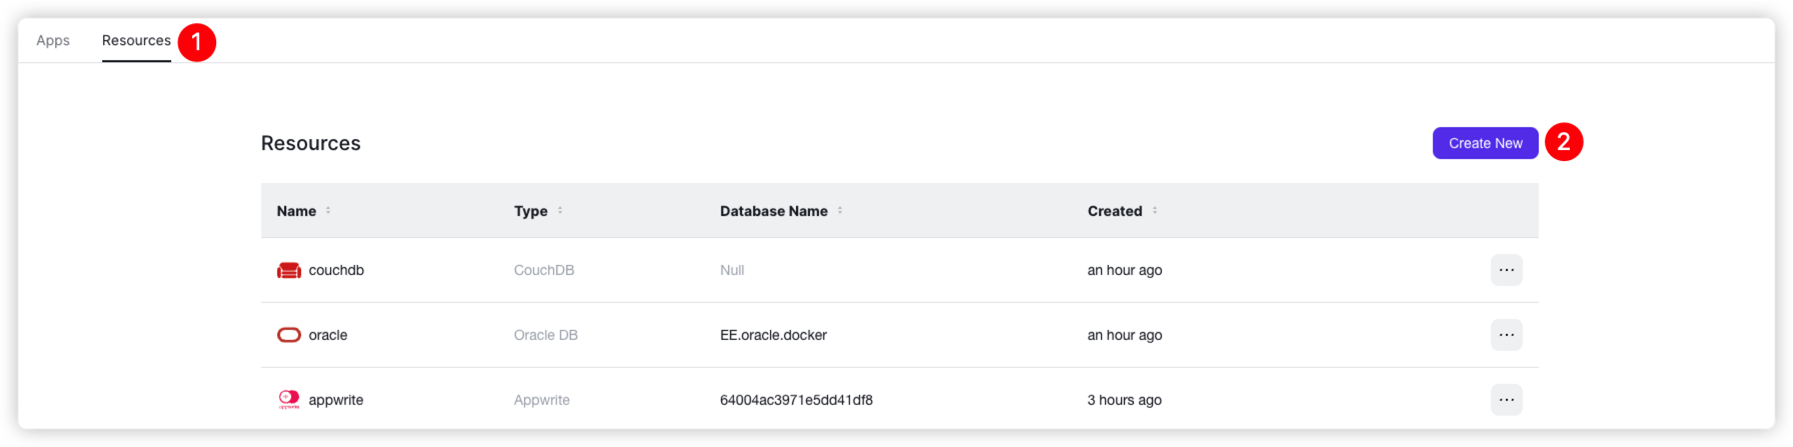 Apps Resources 1
Resources Create New 2
Name Type Database Name Created
couchdb CouchDB Null an hour ago ...
oracle Oracle DB EE.oracle.docker an hour ago ...
appwrite Appwrite 64004ac3971e5dd41df8 3 hours ago ...